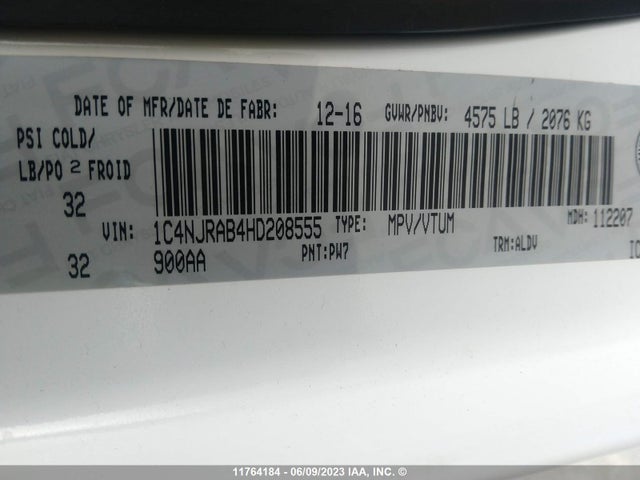 DATE OF MFR/DATE DE FABR: 12-16 GVWR/PNBV: 4575 LB / 2076 KG
PSI COLD/
LB/PO 2 FROID
32
VIN: 1C4NJRAB4HD208555 TYPE: MPV/VTUM MDH: 112207
32 900AA PNT:PW7 TRM:ALDV
11764184 - 06/09/2023 IAA, INC. ©